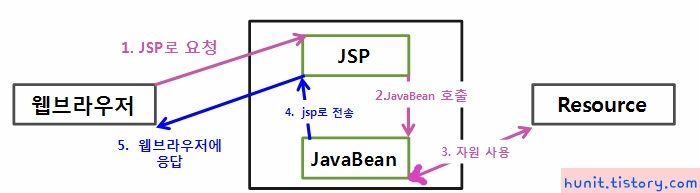 1. JSP로 요청
JSP
웹브라우저
2.JavaBean 호출
Resource
4. jsp로 전송
5. 웹브라우저에
응답
JavaBean
3. 자원 사용
hunit.tistory.com